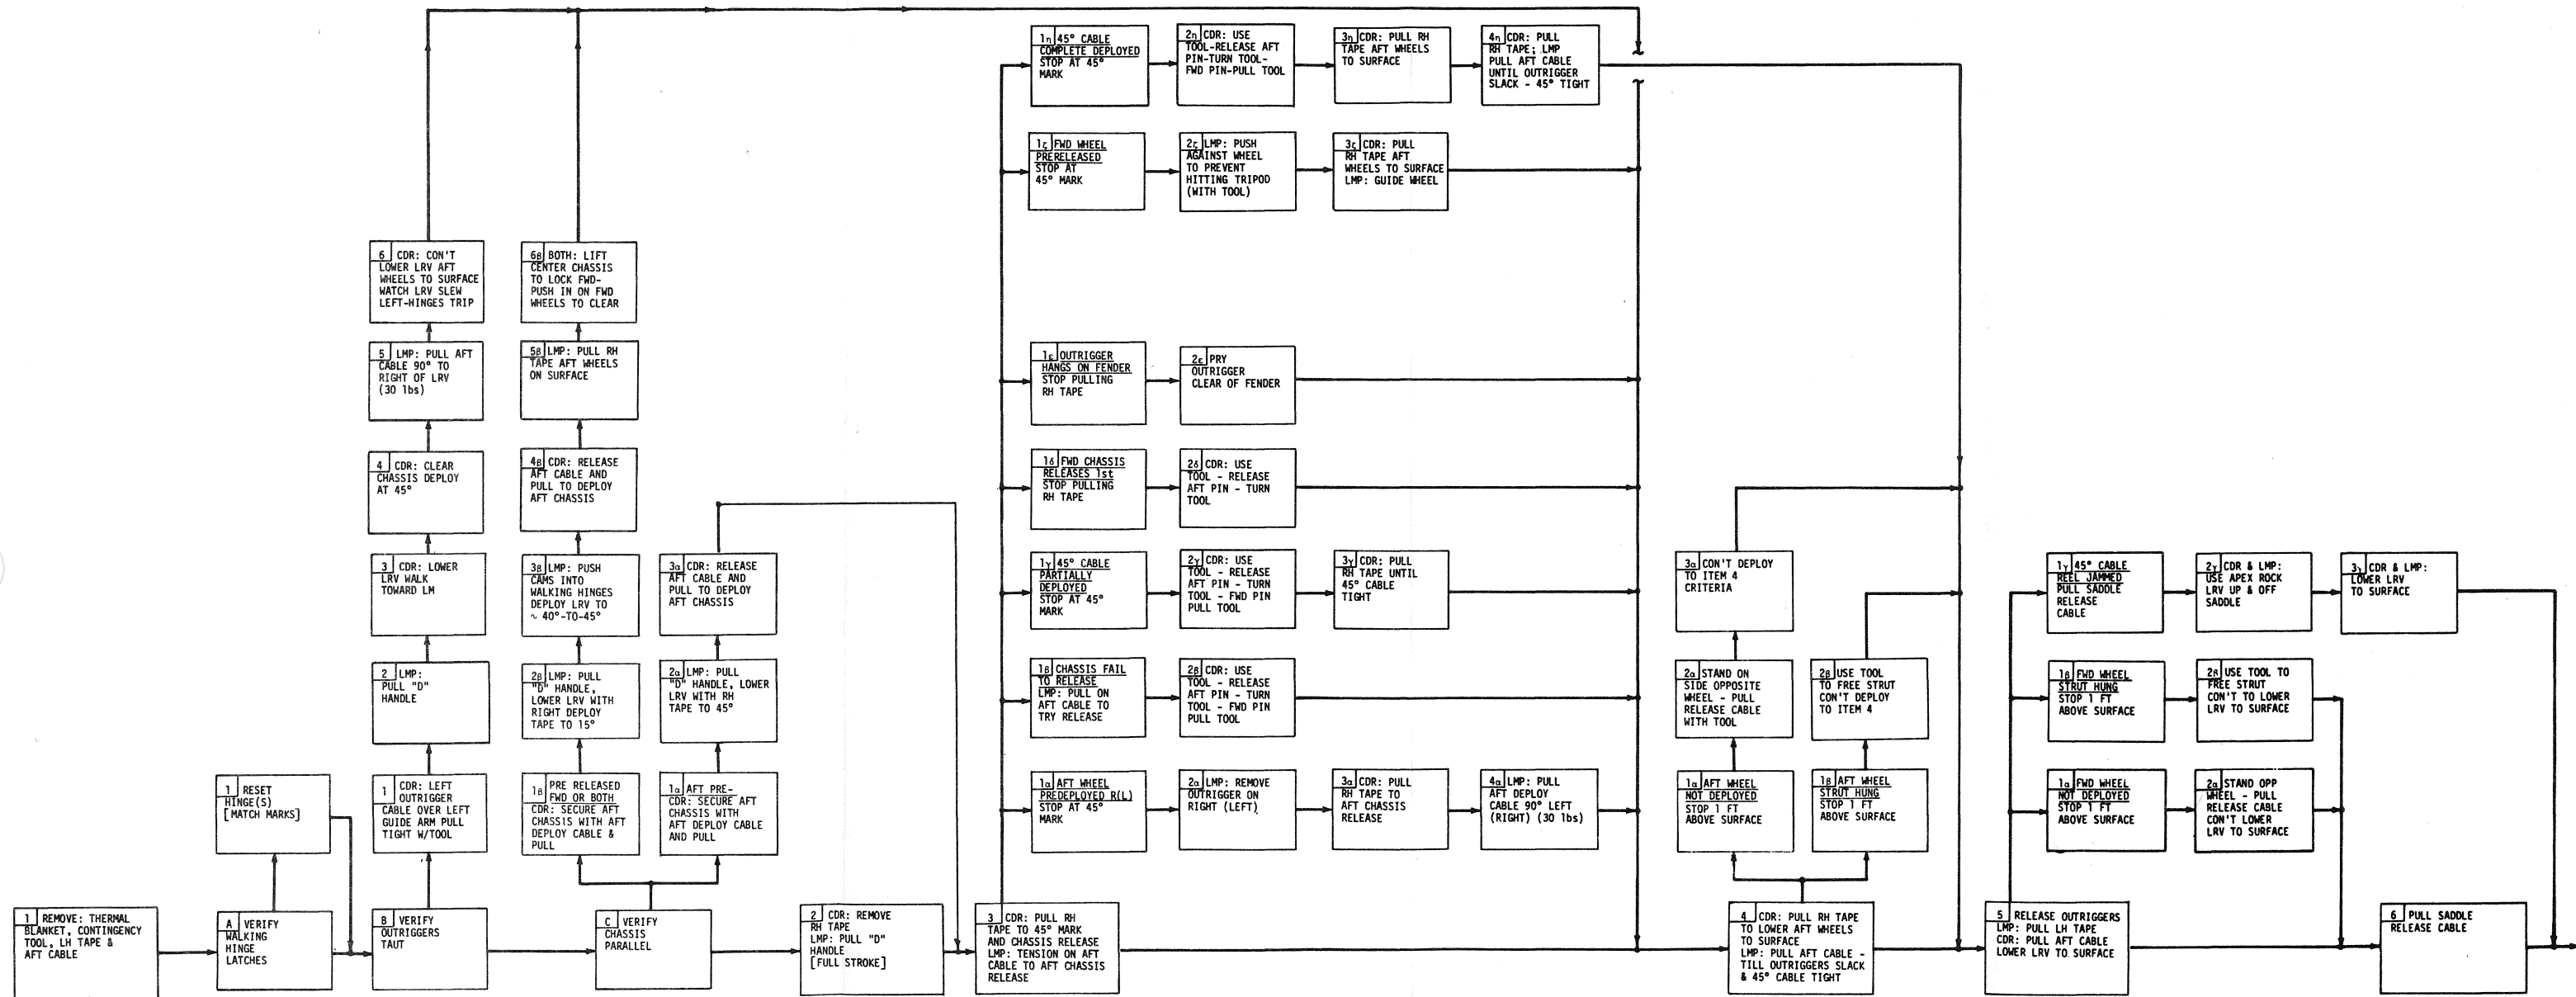 1η 45° CABLE
COMPLETE DEPLOYED
STOP AT 45°
MARK
2η CDR: USE
TOOL-RELEASE AFT
PIN-TURN TOOL-
FWD PIN-PULL TOOL
3η CDR: PULL RH
TAPE AFT WHEELS
TO SURFACE
4η CDR: PULL
RH TAPE; LMP
PULL AFT CABLE
UNTIL OUTRIGGER
SLACK - 45° TIGHT
1ζ FWD WHEEL
PRERELEASED
STOP AT
45° MARK
2ζ LMP: PUSH
AGAINST WHEEL
TO PREVENT
HITTING TRIPOD
(WITH TOOL)
3ζ CDR: PULL
RH TAPE AFT
WHEELS TO SURFACE
LMP: GUIDE WHEEL
6 CDR: CON'T
LOWER LRV AFT
WHEELS TO SURFACE
WATCH LRV SLEW
LEFT-HINGES TRIP
6β BOTH: LIFT
CENTER CHASSIS
TO LOCK FWD-
PUSH IN ON FWD
WHEELS TO CLEAR
5 LMP: PULL AFT
CABLE 90° TO
RIGHT OF LRV
(30 lbs)
5β LMP: PULL RH
TAPE AFT WHEELS
ON SURFACE
1ε OUTRIGGER
HANGS ON FENDER
STOP PULLING
RH TAPE
2ε PRY
OUTRIGGER
CLEAR OF FENDER
4 CDR: CLEAR
CHASSIS DEPLOY
AT 45°
4β CDR: RELEASE
AFT CABLE AND
PULL TO DEPLOY
AFT CHASSIS
1δ FWD CHASSIS
RELEASES 1st
STOP PULLING
RH TAPE
2δ CDR: USE
TOOL - RELEASE
AFT PIN - TURN
TOOL
3 CDR: LOWER
LRV WALK
TOWARD LM
3β LMP: PUSH
CAMS INTO
WALKING HINGES
DEPLOY LRV TO
~ 40°-TO-45°
3α CDR: RELEASE
AFT CABLE AND
PULL TO DEPLOY
AFT CHASSIS
1γ 45° CABLE
PARTIALLY
DEPLOYED
STOP AT 45°
MARK
2γ CDR: USE
TOOL - RELEASE
AFT PIN - TURN
TOOL - FWD PIN
PULL TOOL
3γ CDR: PULL
RH TAPE UNTIL
45° CABLE
TIGHT
3α CON'T DEPLOY
TO ITEM 4
CRITERIA
1γ 45° CABLE
REEL JAMMED
PULL SADDLE
RELEASE
CABLE
2γ CDR & LMP:
USE APEX ROCK
LRV UP & OFF
SADDLE
3γ CDR & LMP:
LOWER LRV
TO SURFACE
2 LMP:
PULL "D"
HANDLE
2β LMP: PULL
"D" HANDLE,
LOWER LRV WITH
RIGHT DEPLOY
TAPE TO 15°
2α LMP: PULL
"D" HANDLE, LOWER
LRV WITH RH
TAPE TO 45°
1β CHASSIS FAIL
TO RELEASE
LMP: PULL ON
AFT CABLE TO
TRY RELEASE
2β CDR: USE
TOOL - RELEASE
AFT PIN - TURN
TOOL - FWD PIN
PULL TOOL
2α STAND ON
SIDE OPPOSITE
WHEEL - PULL
RELEASE CABLE
WITH TOOL
2β USE TOOL
TO FREE STRUT
CON'T DEPLOY
TO ITEM 4
1β FWD WHEEL
STRUT HUNG
STOP 1 FT
ABOVE SURFACE
2β USE TOOL TO
FREE STRUT
CON'T TO LOWER
LRV TO SURFACE
1 RESET
HINGE(S)
[MATCH MARKS]
1 CDR: LEFT
OUTRIGGER
CABLE OVER LEFT
GUIDE ARM PULL
TIGHT W/TOOL
1β PRE RELEASED
FWD OR BOTH
CDR: SECURE AFT
CHASSIS WITH AFT
DEPLOY CABLE &
PULL
1α AFT PRE-
CDR: SECURE AFT
CHASSIS WITH
AFT DEPLOY CABLE
AND PULL
1α AFT WHEEL
PREDEPLOYED R(L)
STOP AT 45°
MARK
2α LMP: REMOVE
OUTRIGGER ON
RIGHT (LEFT)
3α CDR: PULL
RH TAPE TO
AFT CHASSIS
RELEASE
4α LMP: PULL
AFT DEPLOY
CABLE 90° LEFT
(RIGHT) (30 lbs)
1α AFT WHEEL
NOT DEPLOYED
STOP 1 FT
ABOVE SURFACE
1β AFT WHEEL
STRUT HUNG
STOP 1 FT
ABOVE SURFACE
1α FWD WHEEL
NOT DEPLOYED
STOP 1 FT
ABOVE SURFACE
2α STAND OPP
WHEEL - PULL
RELEASE CABLE
CON'T LOWER
LRV TO SURFACE
1 REMOVE: THERMAL
BLANKET, CONTINGENCY
TOOL, LH TAPE &
AFT CABLE
A VERIFY
WALKING
HINGE
LATCHES
B VERIFY
OUTRIGGERS
TAUT
C VERIFY
CHASSIS
PARALLEL
2 CDR: REMOVE
RH TAPE
LMP: PULL "D"
HANDLE
[FULL STROKE]
3 CDR: PULL RH
TAPE TO 45° MARK
AND CHASSIS RELEASE
LMP: TENSION ON AFT
CABLE TO AFT CHASSIS
RELEASE
4 CDR: PULL RH TAPE
TO LOWER AFT WHEELS
TO SURFACE
LMP: PULL AFT CABLE -
TILL OUTRIGGERS SLACK
& 45° CABLE TIGHT
5 RELEASE OUTRIGGERS
LMP: PULL LH TAPE
CDR: PULL AFT CABLE
LOWER LRV TO SURFACE
6 PULL SADDLE
RELEASE CABLE